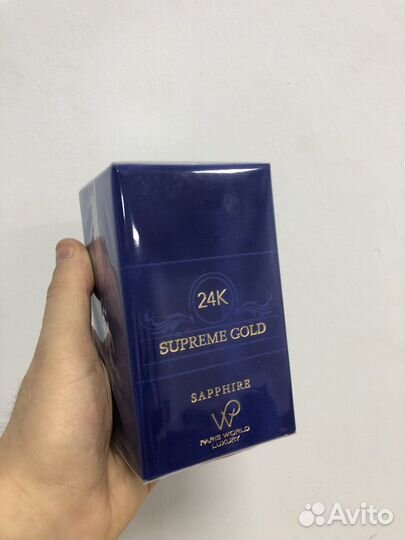 24K
SUPREME GOLD
SAPPHIRE
WP
PARIS WORLD
LUXURY
Avito